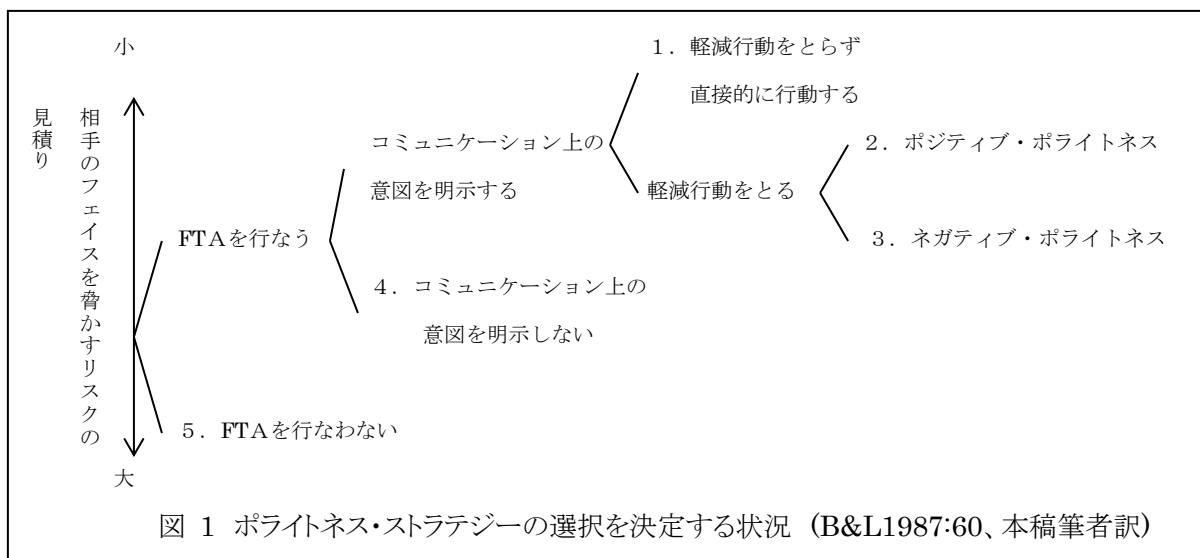 小
1．軽減行動をとらず
直接的に行動する
相手のフェイスを脅かすリスクの
見積り
コミュニケーション上の
意図を明示する
2．ポジティブ・ポライトネス
軽減行動をとる
3．ネガティブ・ポライトネス
FTAを行なう
4．コミュニケーション上の
意図を明示しない
5．FTAを行なわない
大
図 1 ポライトネス・ストラテジーの選択を決定する状況 (B&L1987:60、本稿筆者訳)